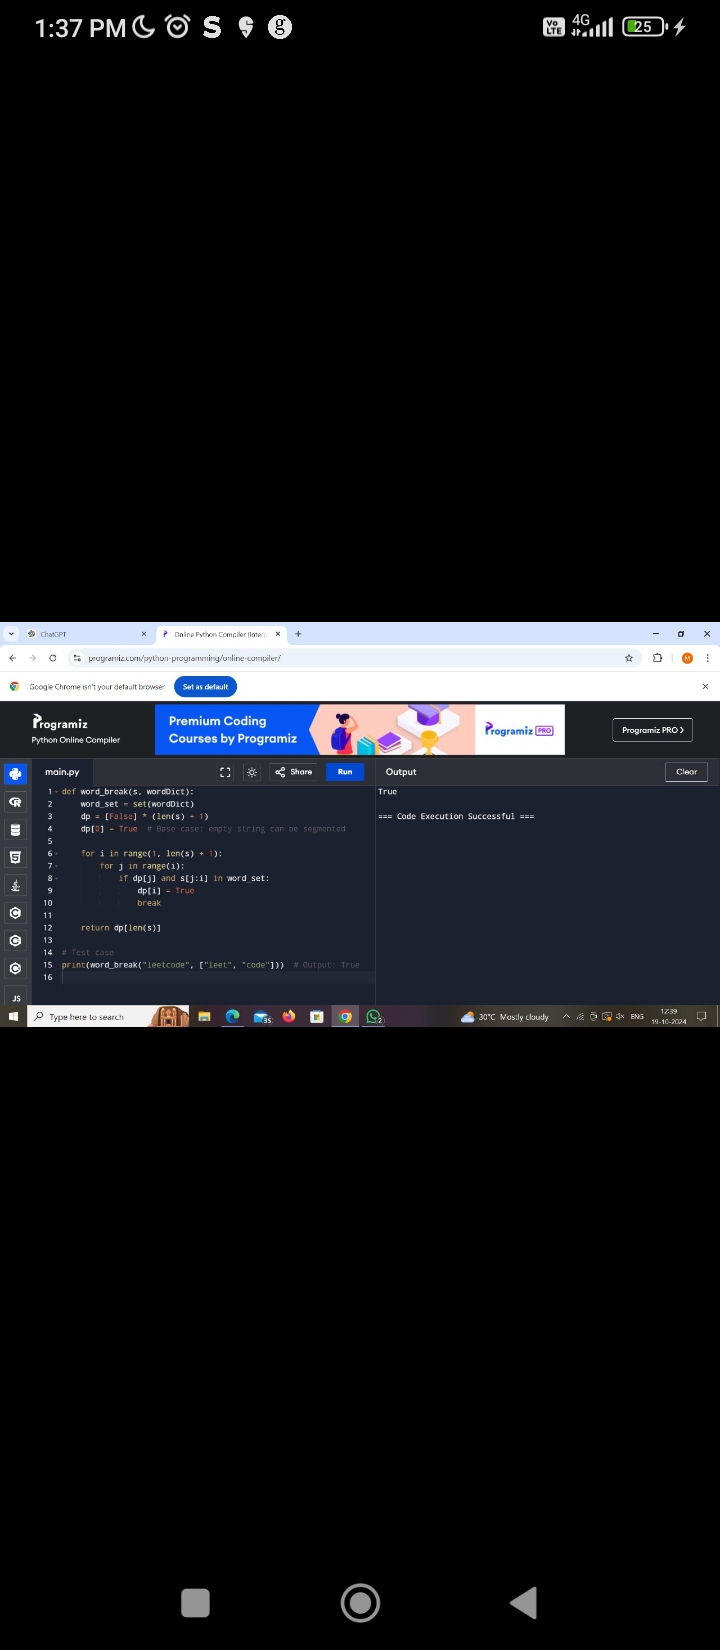 1:37 PM S g Vo LTE 4G 25
ChatGPT Online Python Compiler (Interp
programiz.com/python-programming/online-compiler/ M
Google Chrome isn't your default browser Set as default
Programiz
Python Online Compiler
Premium Coding
Courses by Programiz
Programiz PRO
Programiz PRO >
main.py Share Run Output Clear
1 def word_break(s, wordDict):
2 word_set = set(wordDict)
3 dp = [False] * (len(s) + 1)
4 dp[0] = True # Base case: empty string can be segmented
5
6 for i in range(1, len(s) + 1):
7 for j in range(i):
8 if dp[j] and s[j:i] in word_set:
9 dp[i] = True
10 break
11
12 return dp[len(s)]
13
14 # Test case
15 print(word_break("leetcode", ["leet", "code"])) # Output: True
16
True
=== Code Execution Successful ===
JS
Type here to search 35 2 30°C Mostly cloudy ENG 12:39
19-10-2024